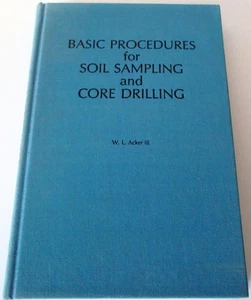 BASIC PROCEDURES
for
SOIL SAMPLING
and
CORE DRILLING
W. L. Acker III